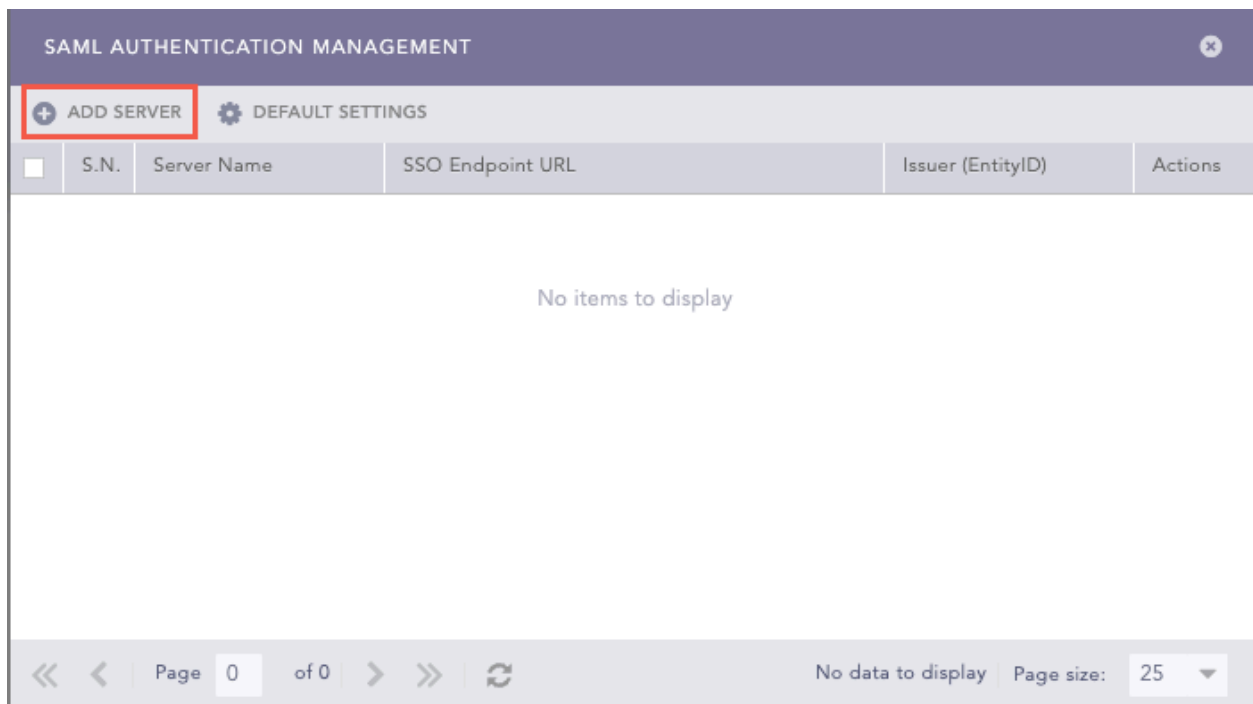 SAML AUTHENTICATION MANAGEMENT
ADD SERVER DEFAULT SETTINGS
S.N. Server Name SSO Endpoint URL Issuer (EntityID) Actions
No items to display
Page 0 of 0 No data to display Page size: 25